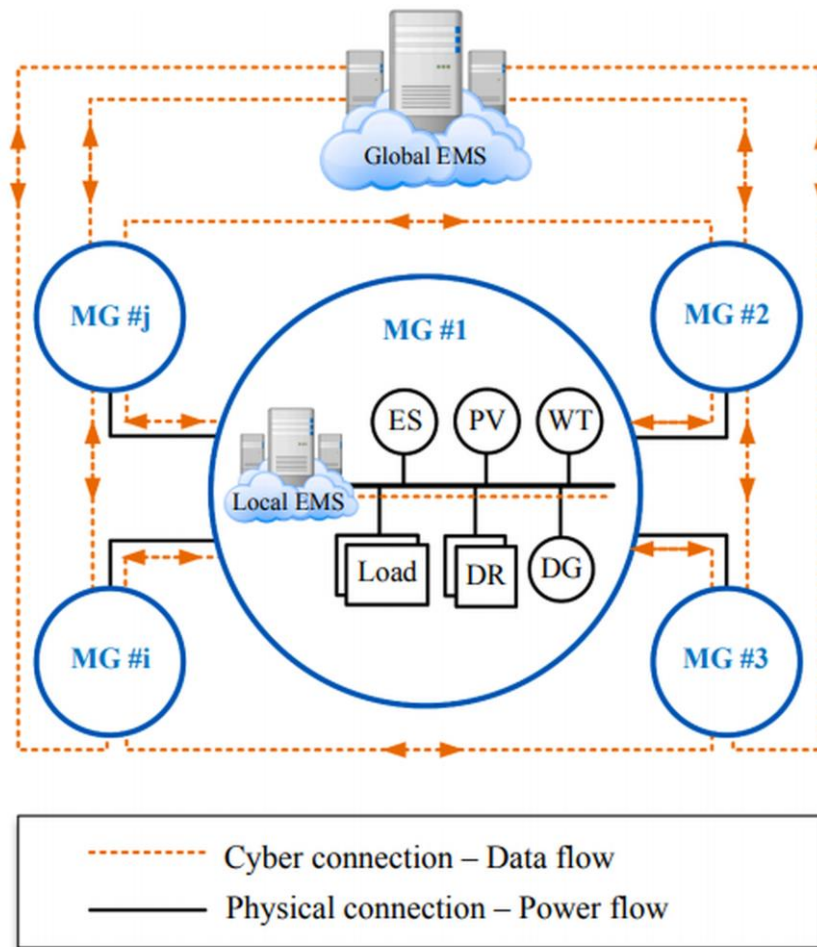 Global EMS
MG #j
MG #2
MG #1
ES
PV
WT
Local EMS
Load
DR
DG
MG #i
MG #3
Cyber connection – Data flow
Physical connection – Power flow